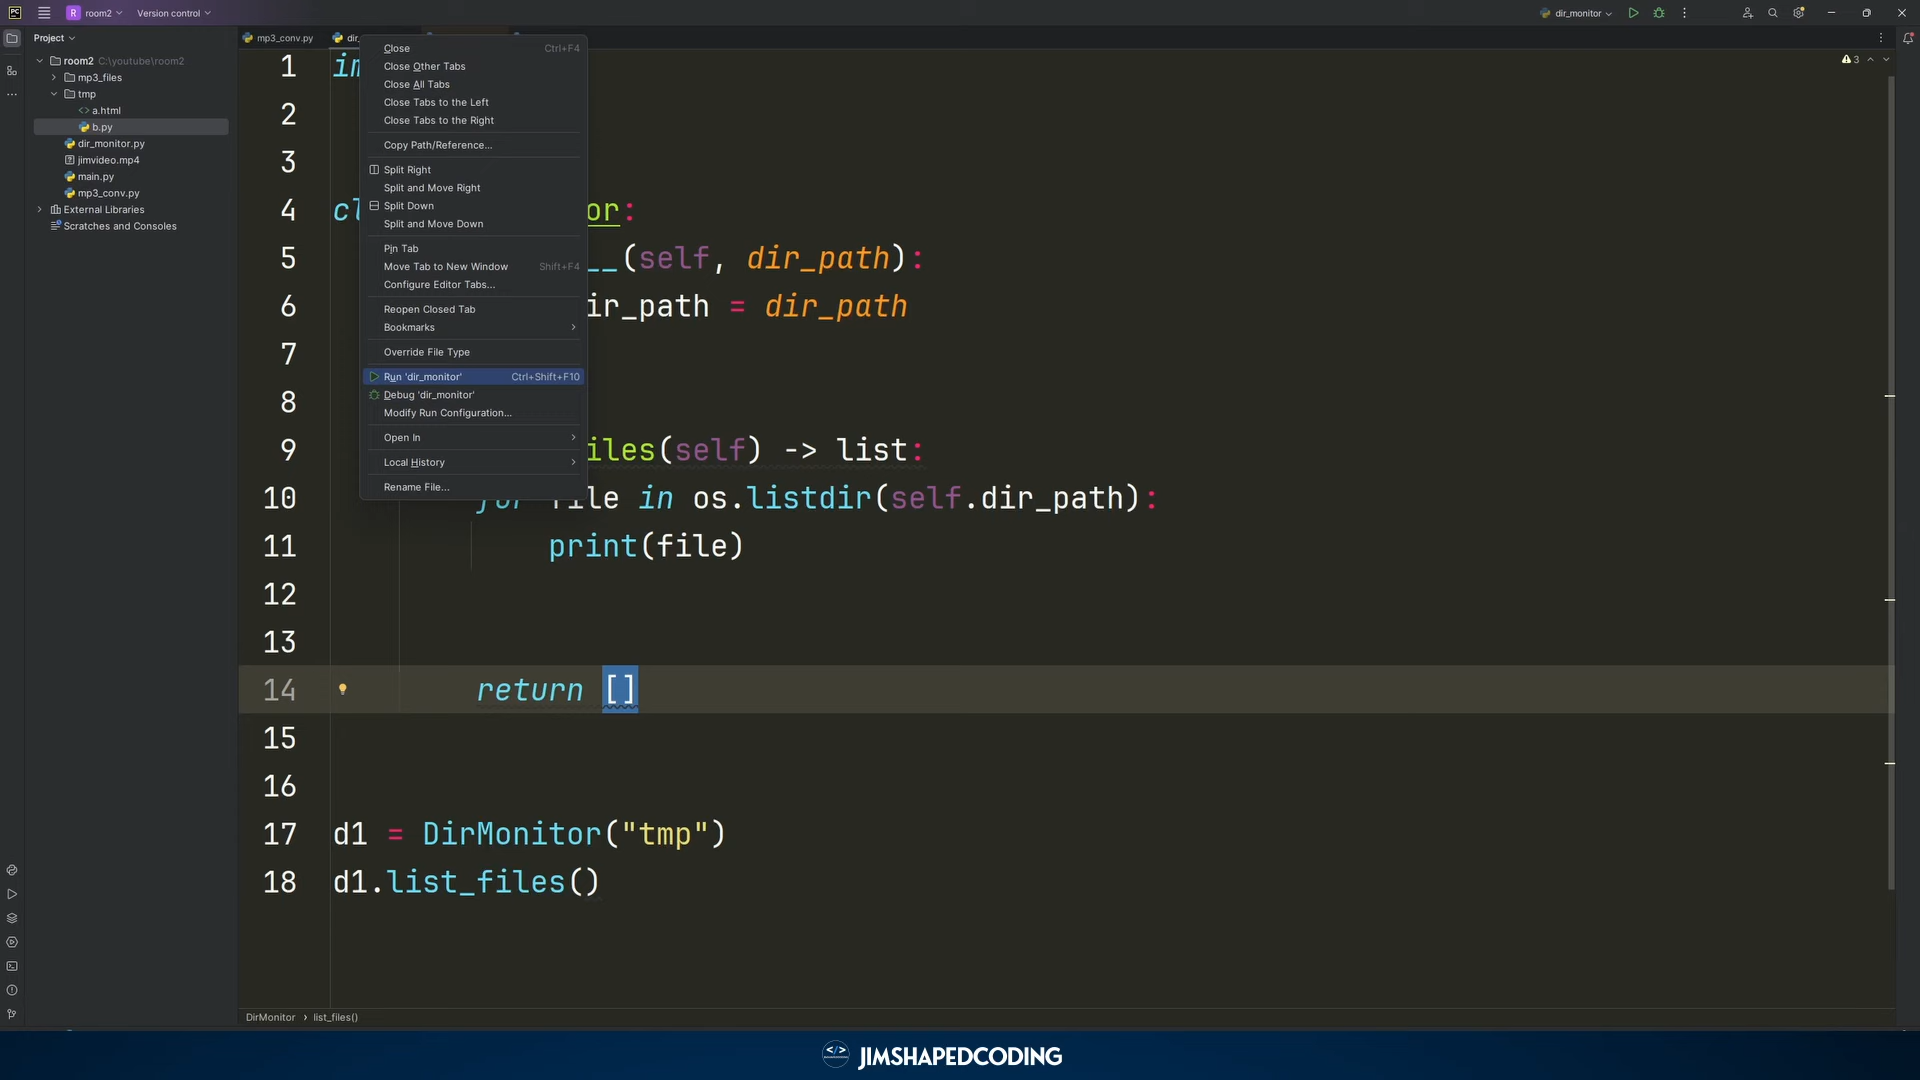 PC
R room2
Version control
dir_monitor
Project
mp3_conv.py
dir_
room2 C:\youtube\room2
mp3_files
tmp
a.html
b.py
dir_monitor.py
jimvideo.mp4
main.py
mp3_conv.py
External Libraries
Scratches and Consoles
Close Ctrl+F4
Close Other Tabs
Close All Tabs
Close Tabs to the Left
Close Tabs to the Right
Copy Path/Reference...
Split Right
Split and Move Right
Split Down
Split and Move Down
Pin Tab
Move Tab to New Window Shift+F4
Configure Editor Tabs...
Reopen Closed Tab
Bookmarks
Override File Type
Run 'dir_monitor' Ctrl+Shift+F10
Debug 'dir_monitor'
Modify Run Configuration...
Open In
Local History
Rename File...
3
1 im
2
3
4 cl or:
5 __(self, dir_path):
6 ir_path = dir_path
7
8
9 iles(self) -> list:
10 for file in os.listdir(self.dir_path):
11 print(file)
12
13
14 return []
15
16
17 d1 = DirMonitor("tmp")
18 d1.list_files()
DirMonitor › list_files()
</> JIMSHAPEDCODING